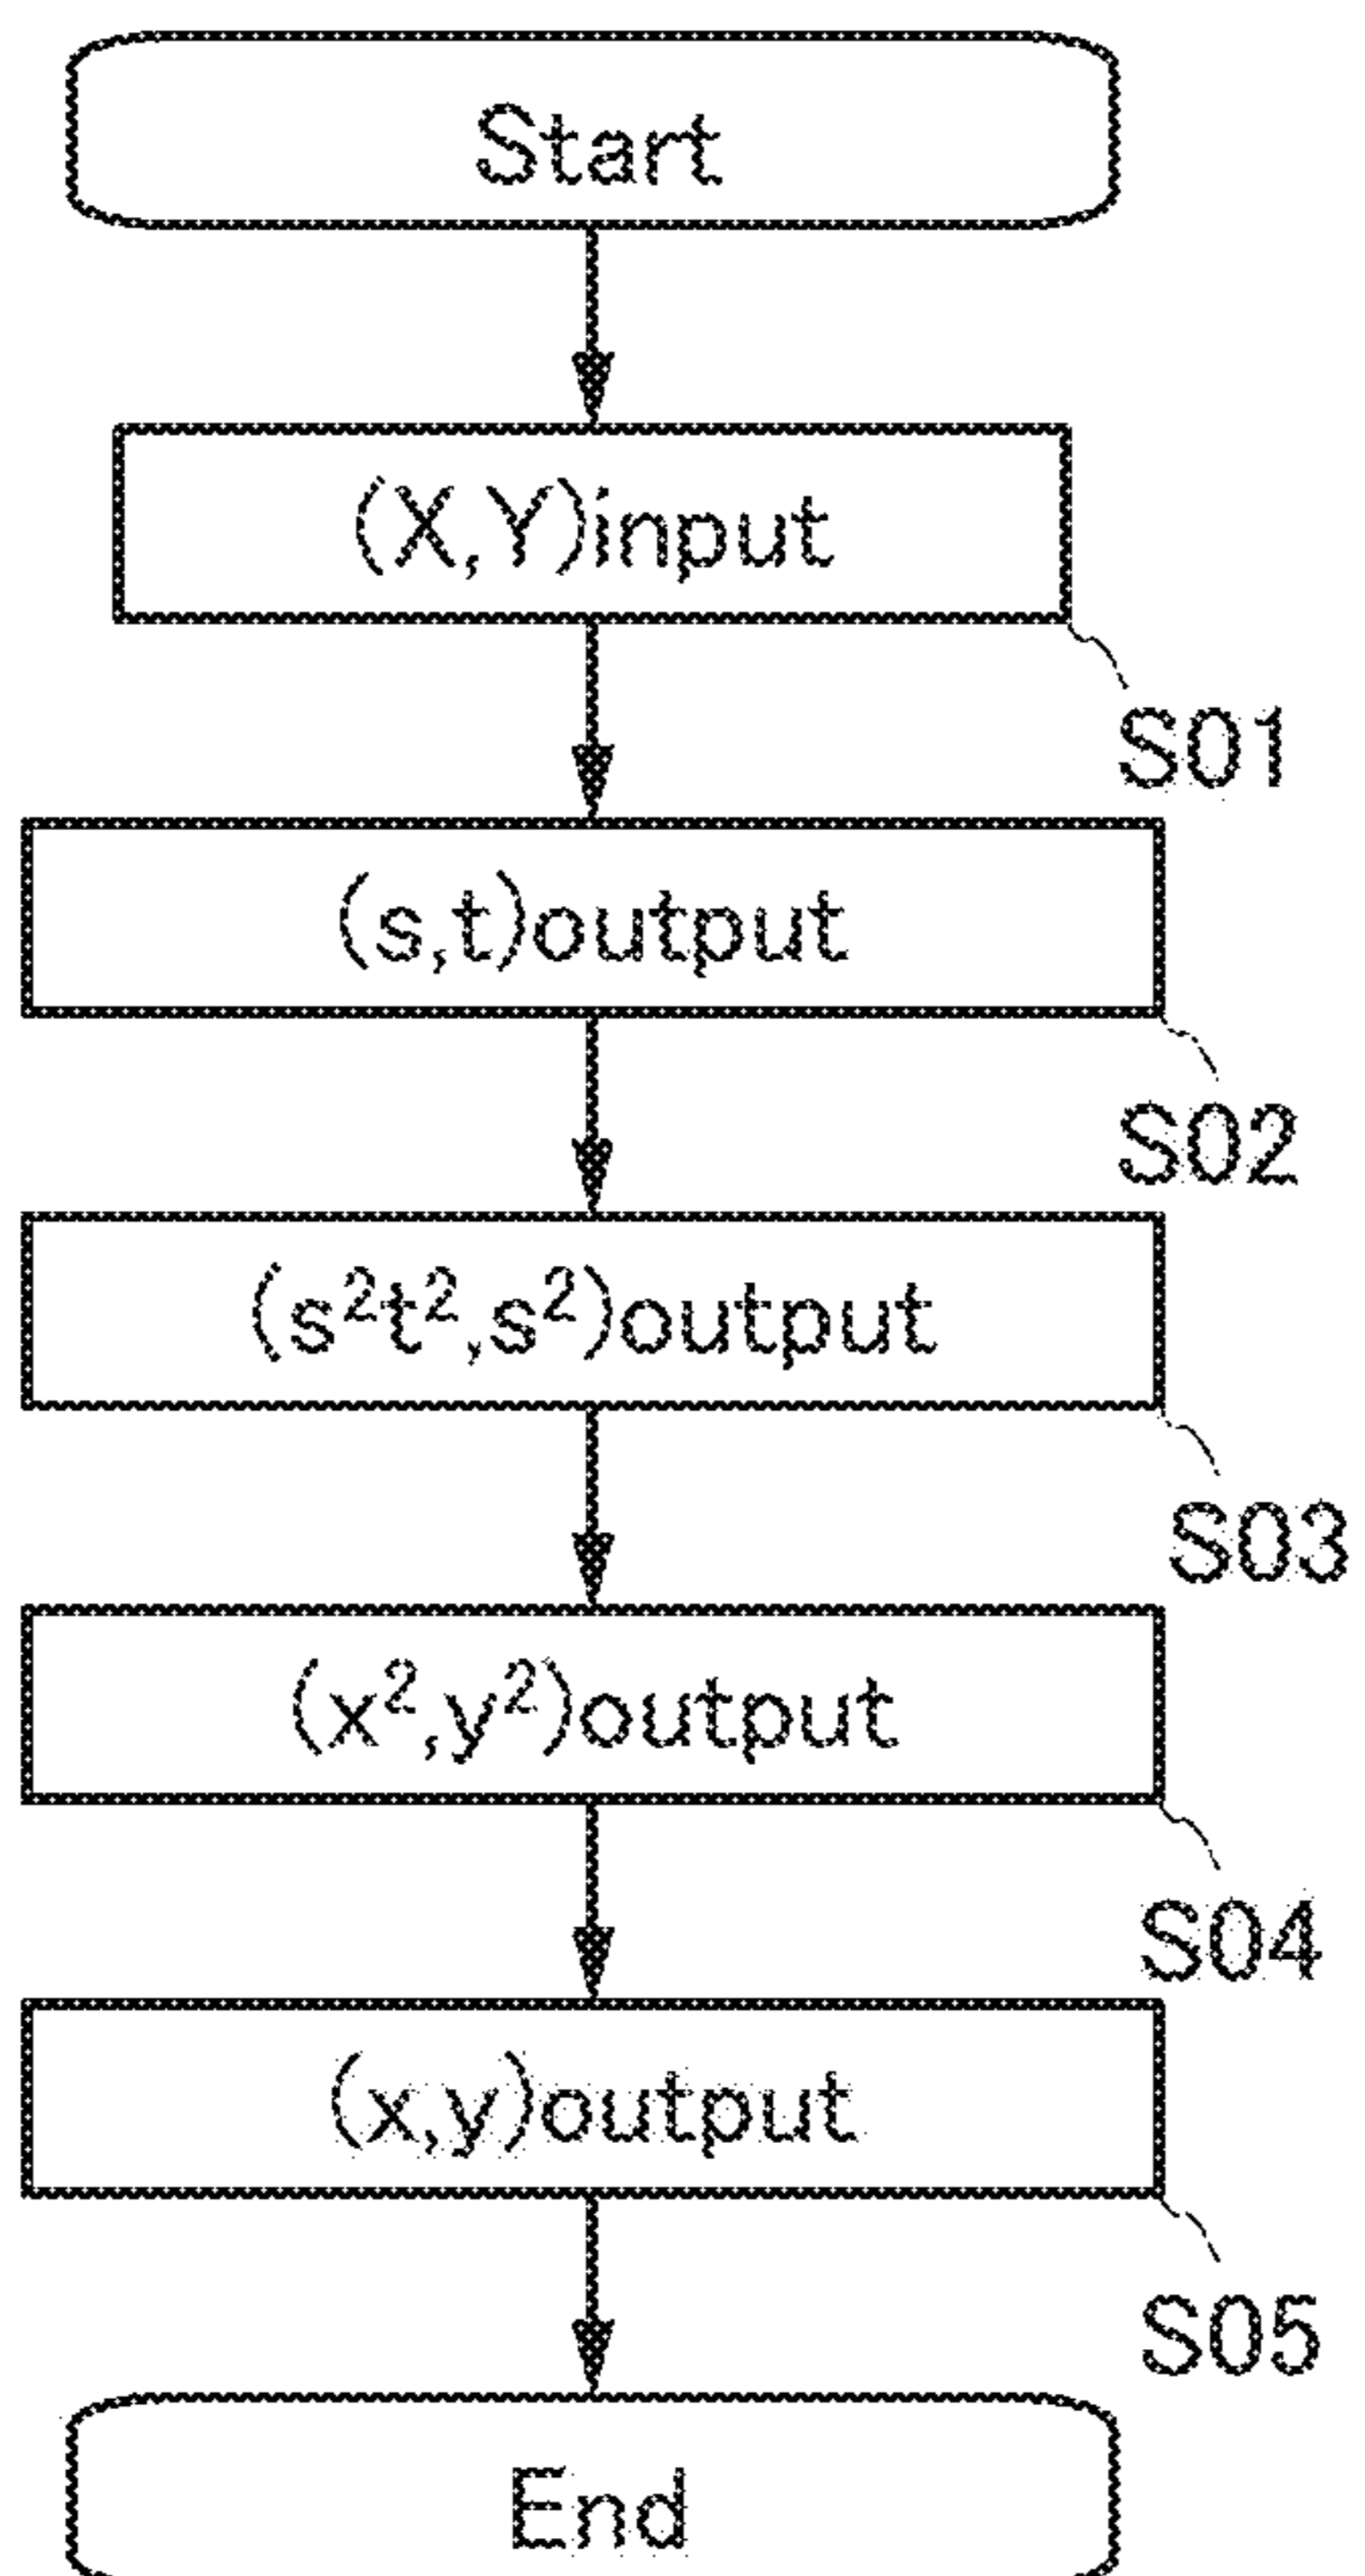 Start
(X,Y)input
S01
(s,t)output
S02
(s²t²,s²)output
S03
(x²,y²)output
S04
(x,y)output
S05
End